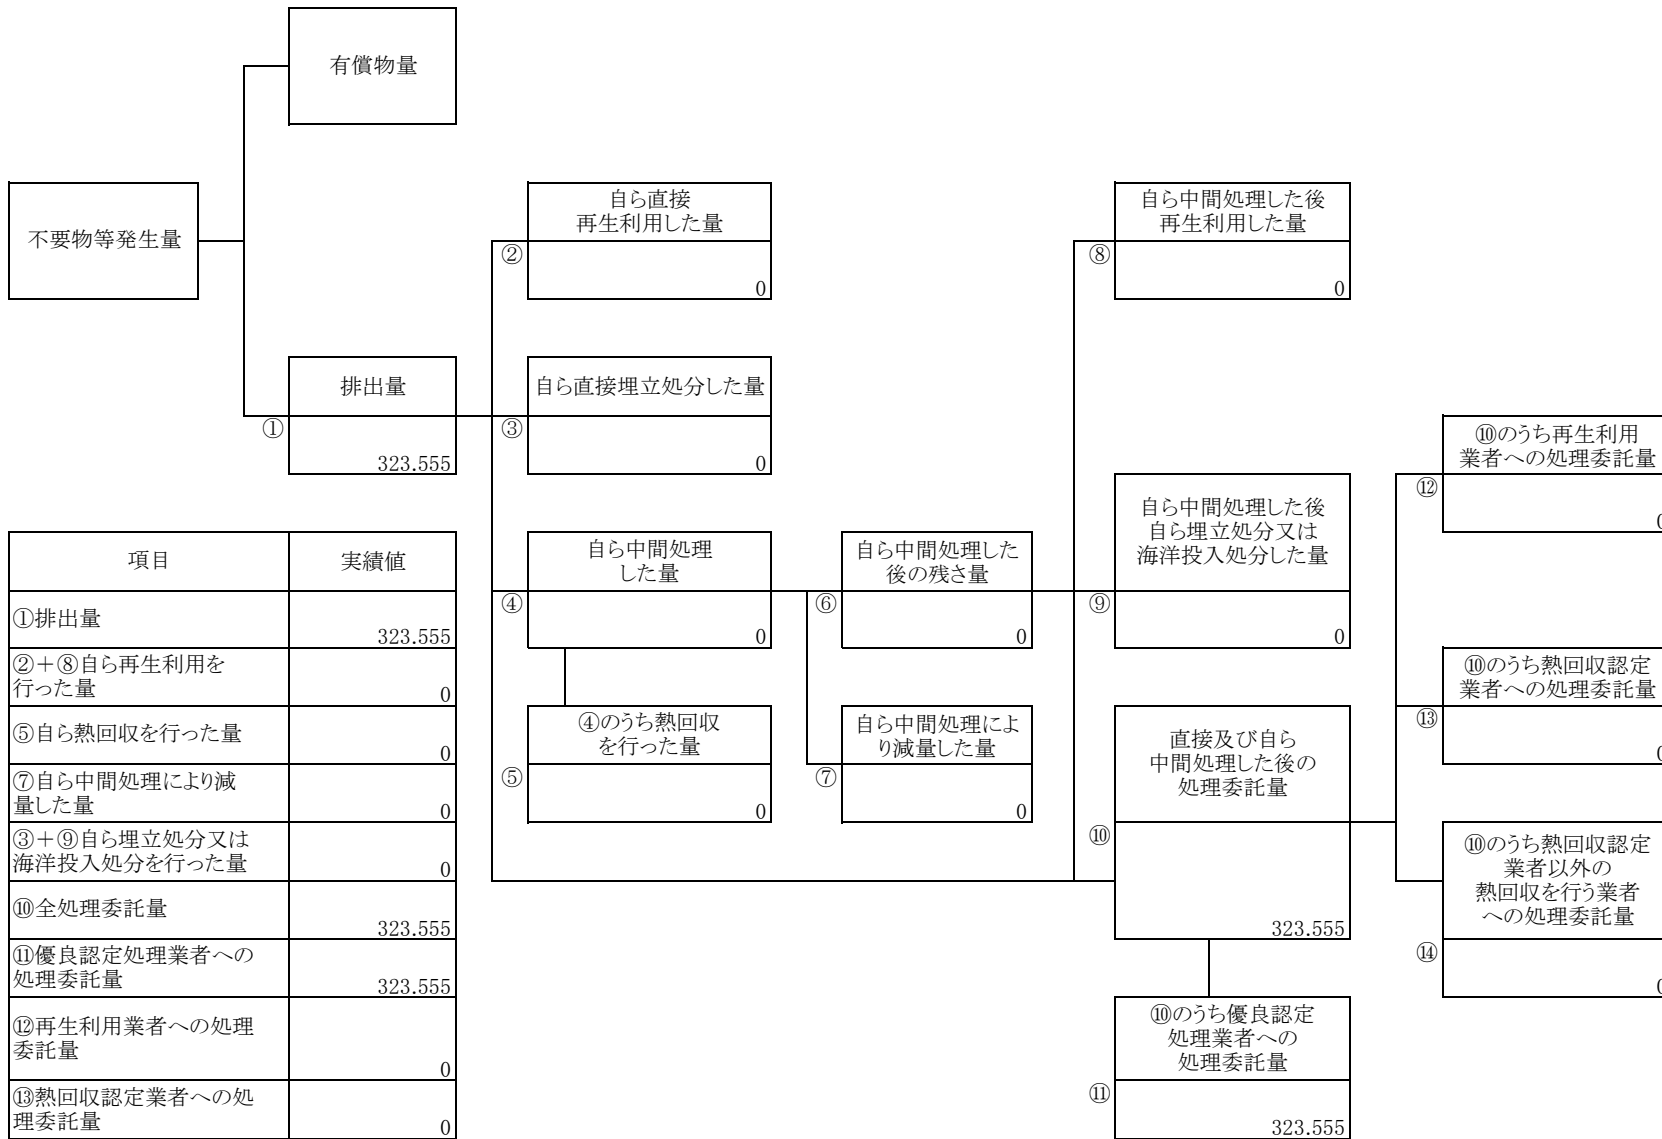 有償物量
不要物等発生量
自ら直接
再生利用した量
②
0
自ら中間処理した後
再生利用した量
⑧
0
排出量
①
323.555
自ら直接埋立処分した量
③
0
⑩のうち再生利用
業者への処理委託量
⑫
0
自ら中間処理
した量
④
0
自ら中間処理した
後の残さ量
⑥
0
自ら中間処理した後
自ら埋立処分又は
海洋投入処分した量
⑨
0
⑩のうち熱回収認定
業者への処理委託量
⑬
0
④のうち熱回収
を行った量
⑤
0
自ら中間処理によ
り減量した量
⑦
0
直接及び自ら
中間処理した後の
処理委託量
⑩
323.555
⑩のうち熱回収認定
業者以外の
熱回収を行う業者
への処理委託量
⑭
0
⑩のうち優良認定
処理業者への
処理委託量
⑪
323.555
項目 実績値
①排出量
323.555
②+⑧自ら再生利用を
行った量
0
⑤自ら熱回収を行った量
0
⑦自ら中間処理により減
量した量
0
③+⑨自ら埋立処分又は
海洋投入処分を行った量
0
⑩全処理委託量
323.555
⑪優良認定処理業者への
処理委託量
323.555
⑫再生利用業者への処理
委託量
0
⑬熱回収認定業者への処
理委託量
0